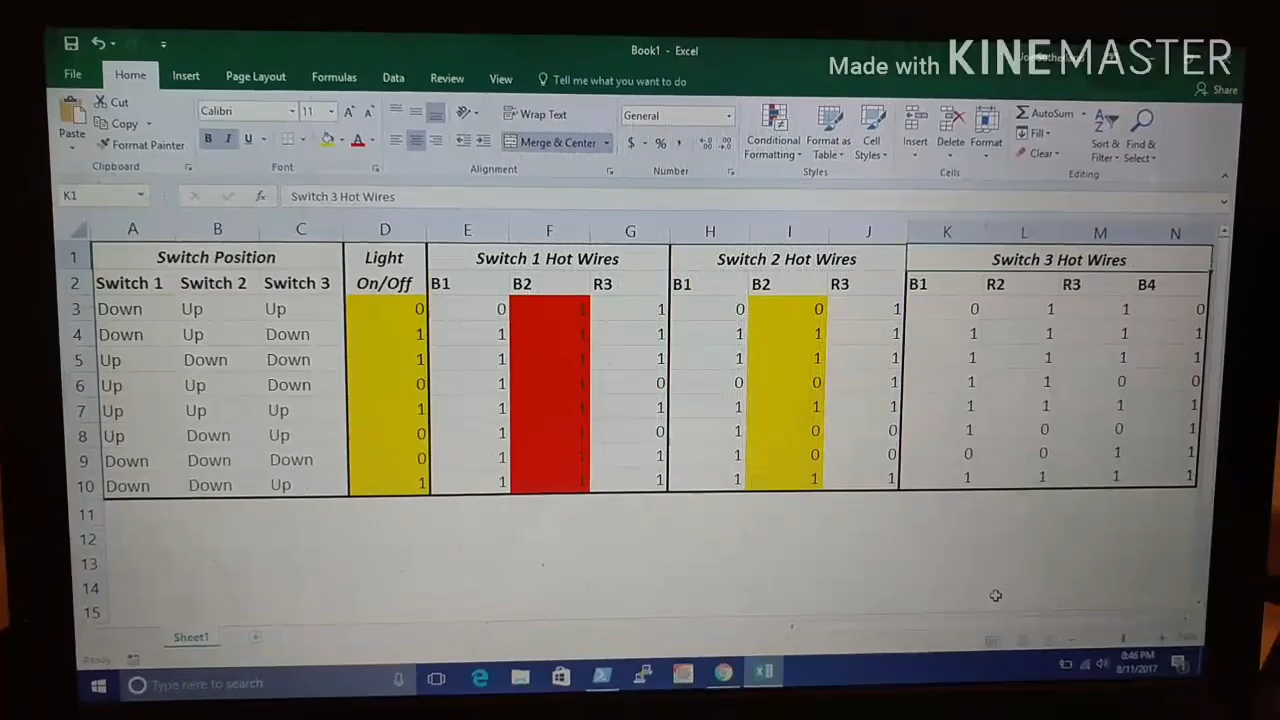 Book1 - Excel
Made with KINEMASTER
File Home Insert Page Layout Formulas Data Review View Tell me what you want to do Share
Cut
Copy
Format Painter
Paste
Clipboard
Calibri 11 A A
B I U A
Font
Wrap Text
Merge & Center
Alignment
General
$ % ,
Number
Conditional Formatting
Format as Table
Cell Styles
Styles
Insert Delete Format
Cells
AutoSum
Fill
Clear
Sort & Filter
Find & Select
Editing
K1 fx Switch 3 Hot Wires
A B C D E F G H I J K L M N
1 Switch Position Light Switch 1 Hot Wires Switch 2 Hot Wires Switch 3 Hot Wires
2 Switch 1 Switch 2 Switch 3 On/Off B1 B2 R3 B1 B2 R3 B1 R2 R3 B4
3 Down Up Up 0 0 1 1 0 0 1 0 1 1 0
4 Down Up Down 1 1 1 1 1 1 1 1 1 1 1
5 Up Down Down 1 1 1 1 1 1 1 1 1 1 1
6 Up Up Down 0 1 1 0 0 0 1 1 1 0 0
7 Up Up Up 1 1 1 1 1 1 1 1 1 1 1
8 Up Down Up 0 1 1 0 1 0 0 1 0 0 1
9 Down Down Down 0 1 1 1 1 0 0 0 0 1 1
10 Down Down Up 1 1 1 1 1 1 1 1 1 1 1
11
12
13
14
15
Sheet1
Ready
Type here to search
8:46 PM
8/11/2017